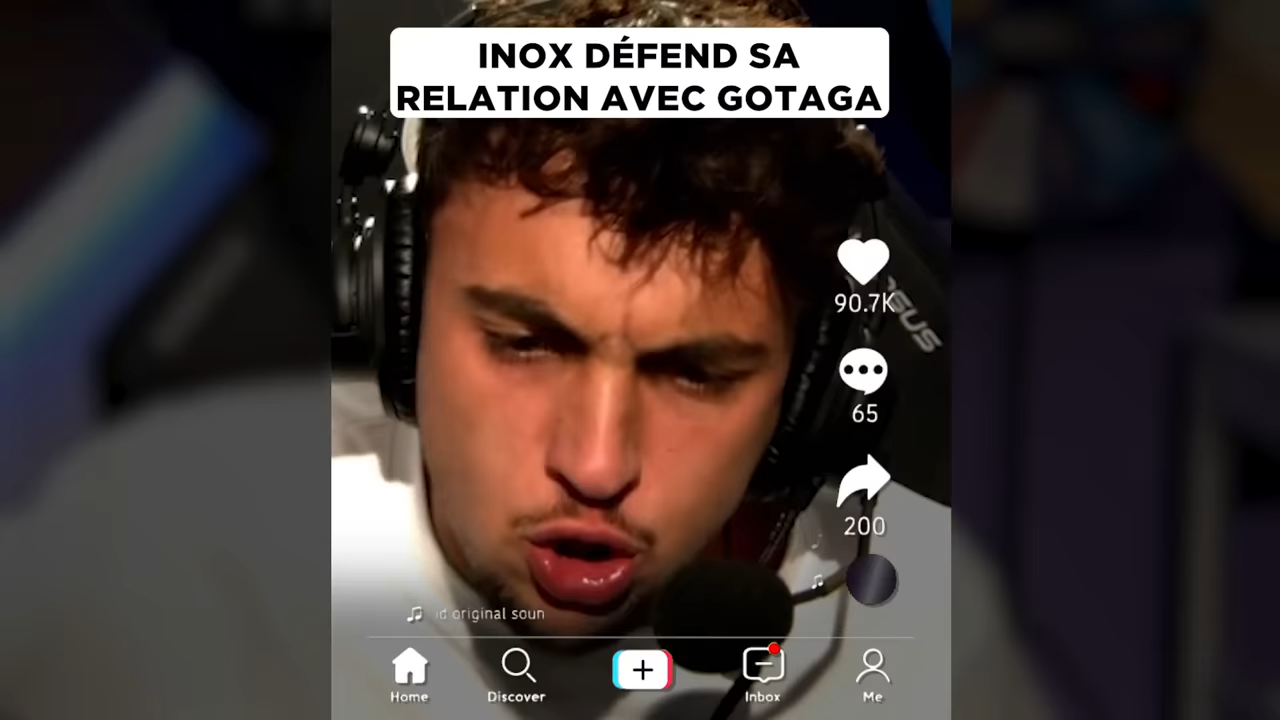 INOX DÉFEND SA
RELATION AVEC GOTAGA
90.7K
65
200
original soun
Home
Discover
Inbox
Me